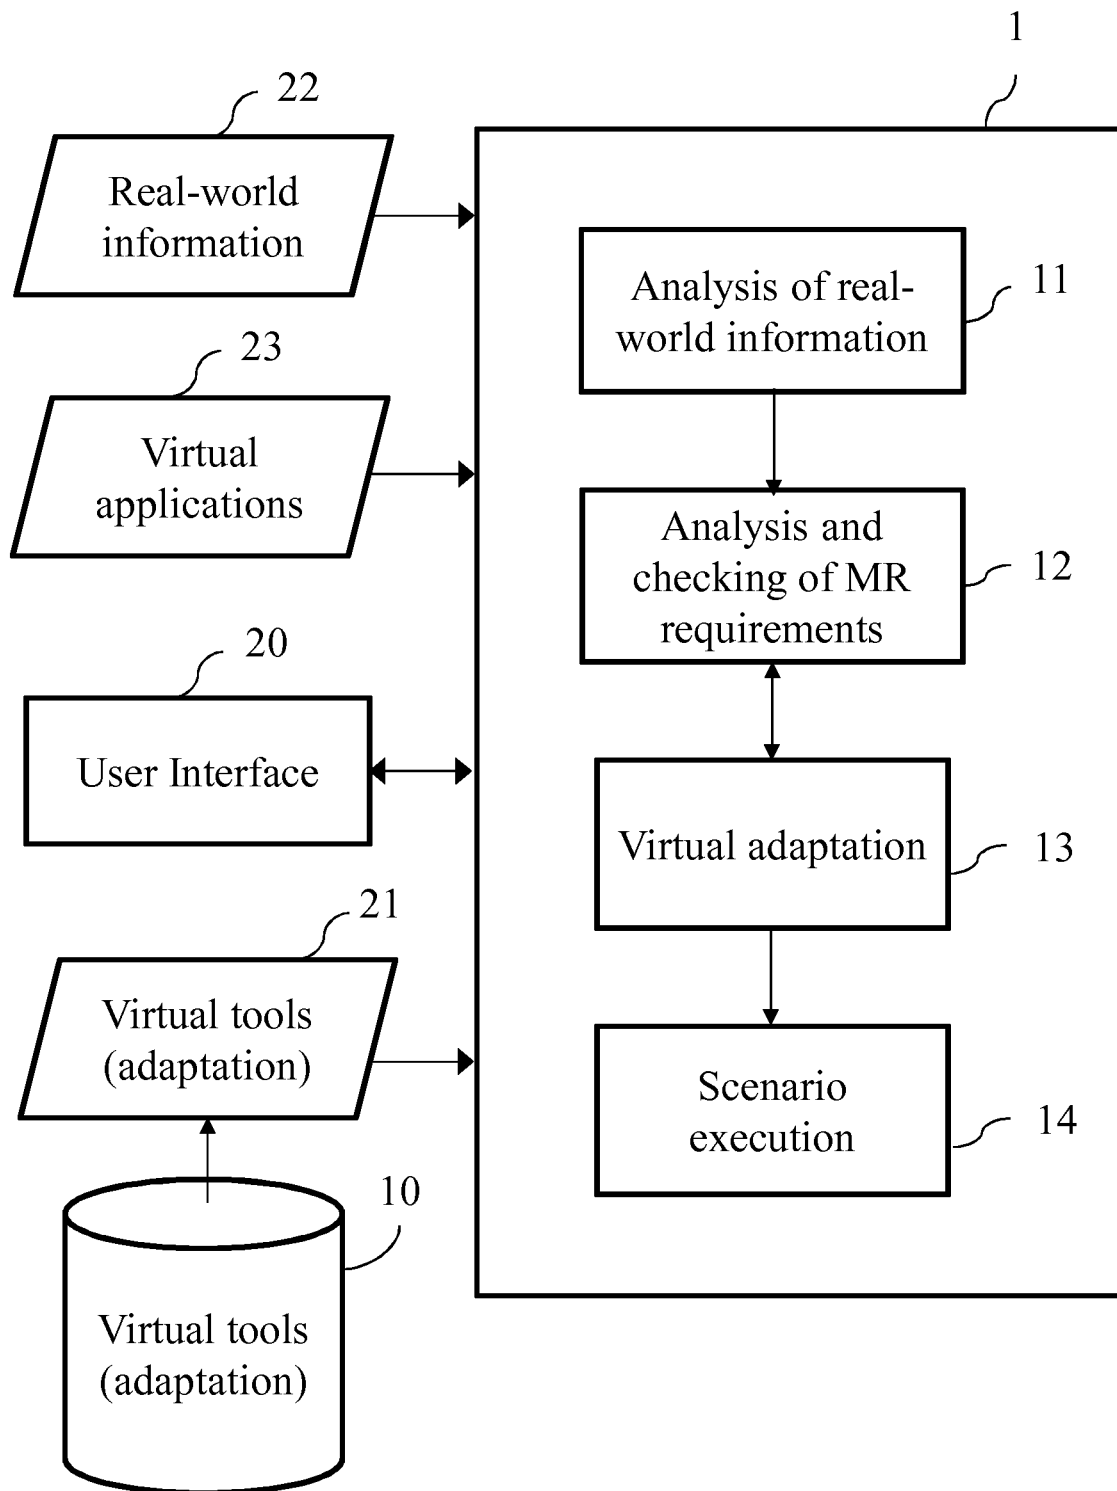 1
22
Real-world
information
23
Virtual
applications
20
User Interface
21
Virtual tools
(adaptation)
10
Virtual tools
(adaptation)
Analysis of real-
world information
11
Analysis and
checking of MR
requirements
12
Virtual adaptation
13
Scenario
execution
14